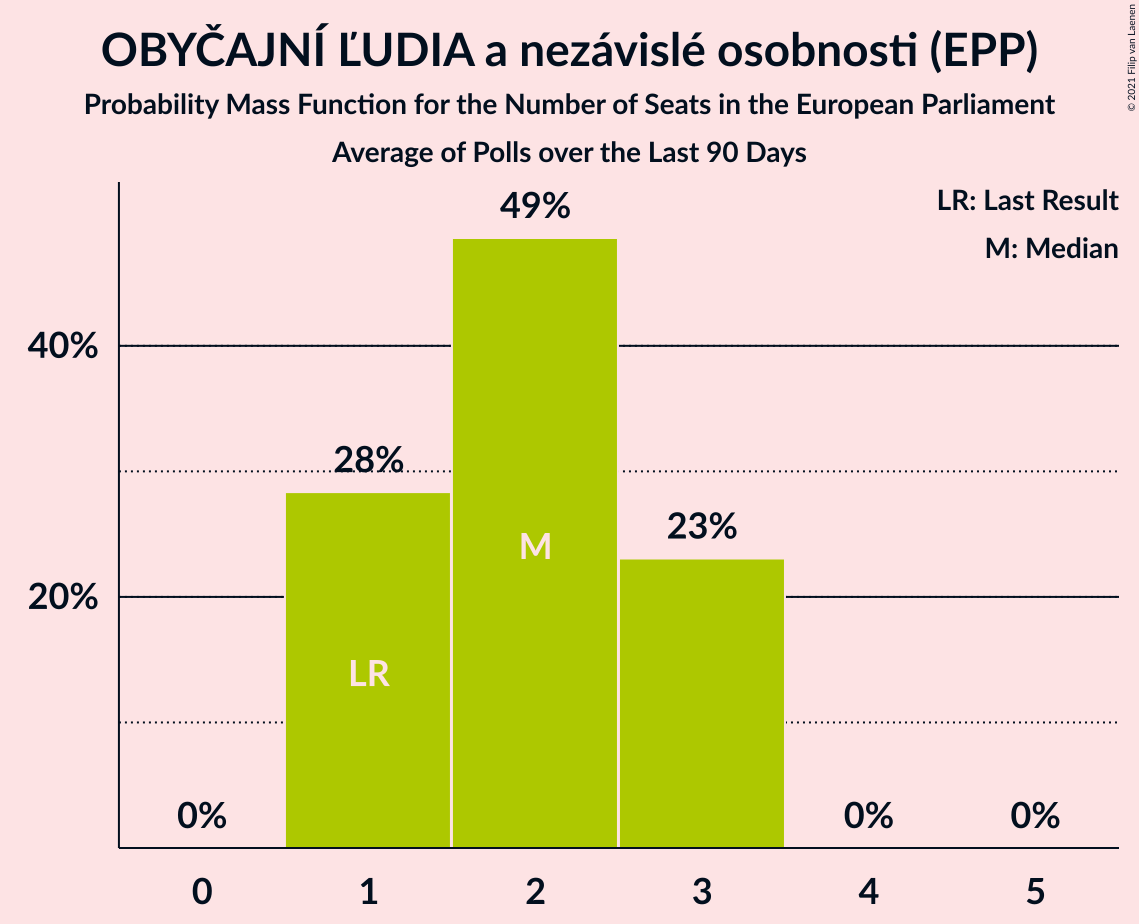 OBYČAJNÍ ĽUDIA a nezávislé osobnosti (EPP)
Probability Mass Function for the Number of Seats in the European Parliament
Average of Polls over the Last 90 Days
© 2021 Filip van Laenen
LR: Last Result
M: Median
49%
40%
28%
23%
M
20%
LR
0%
0%
0%
0
1
2
3
4
5